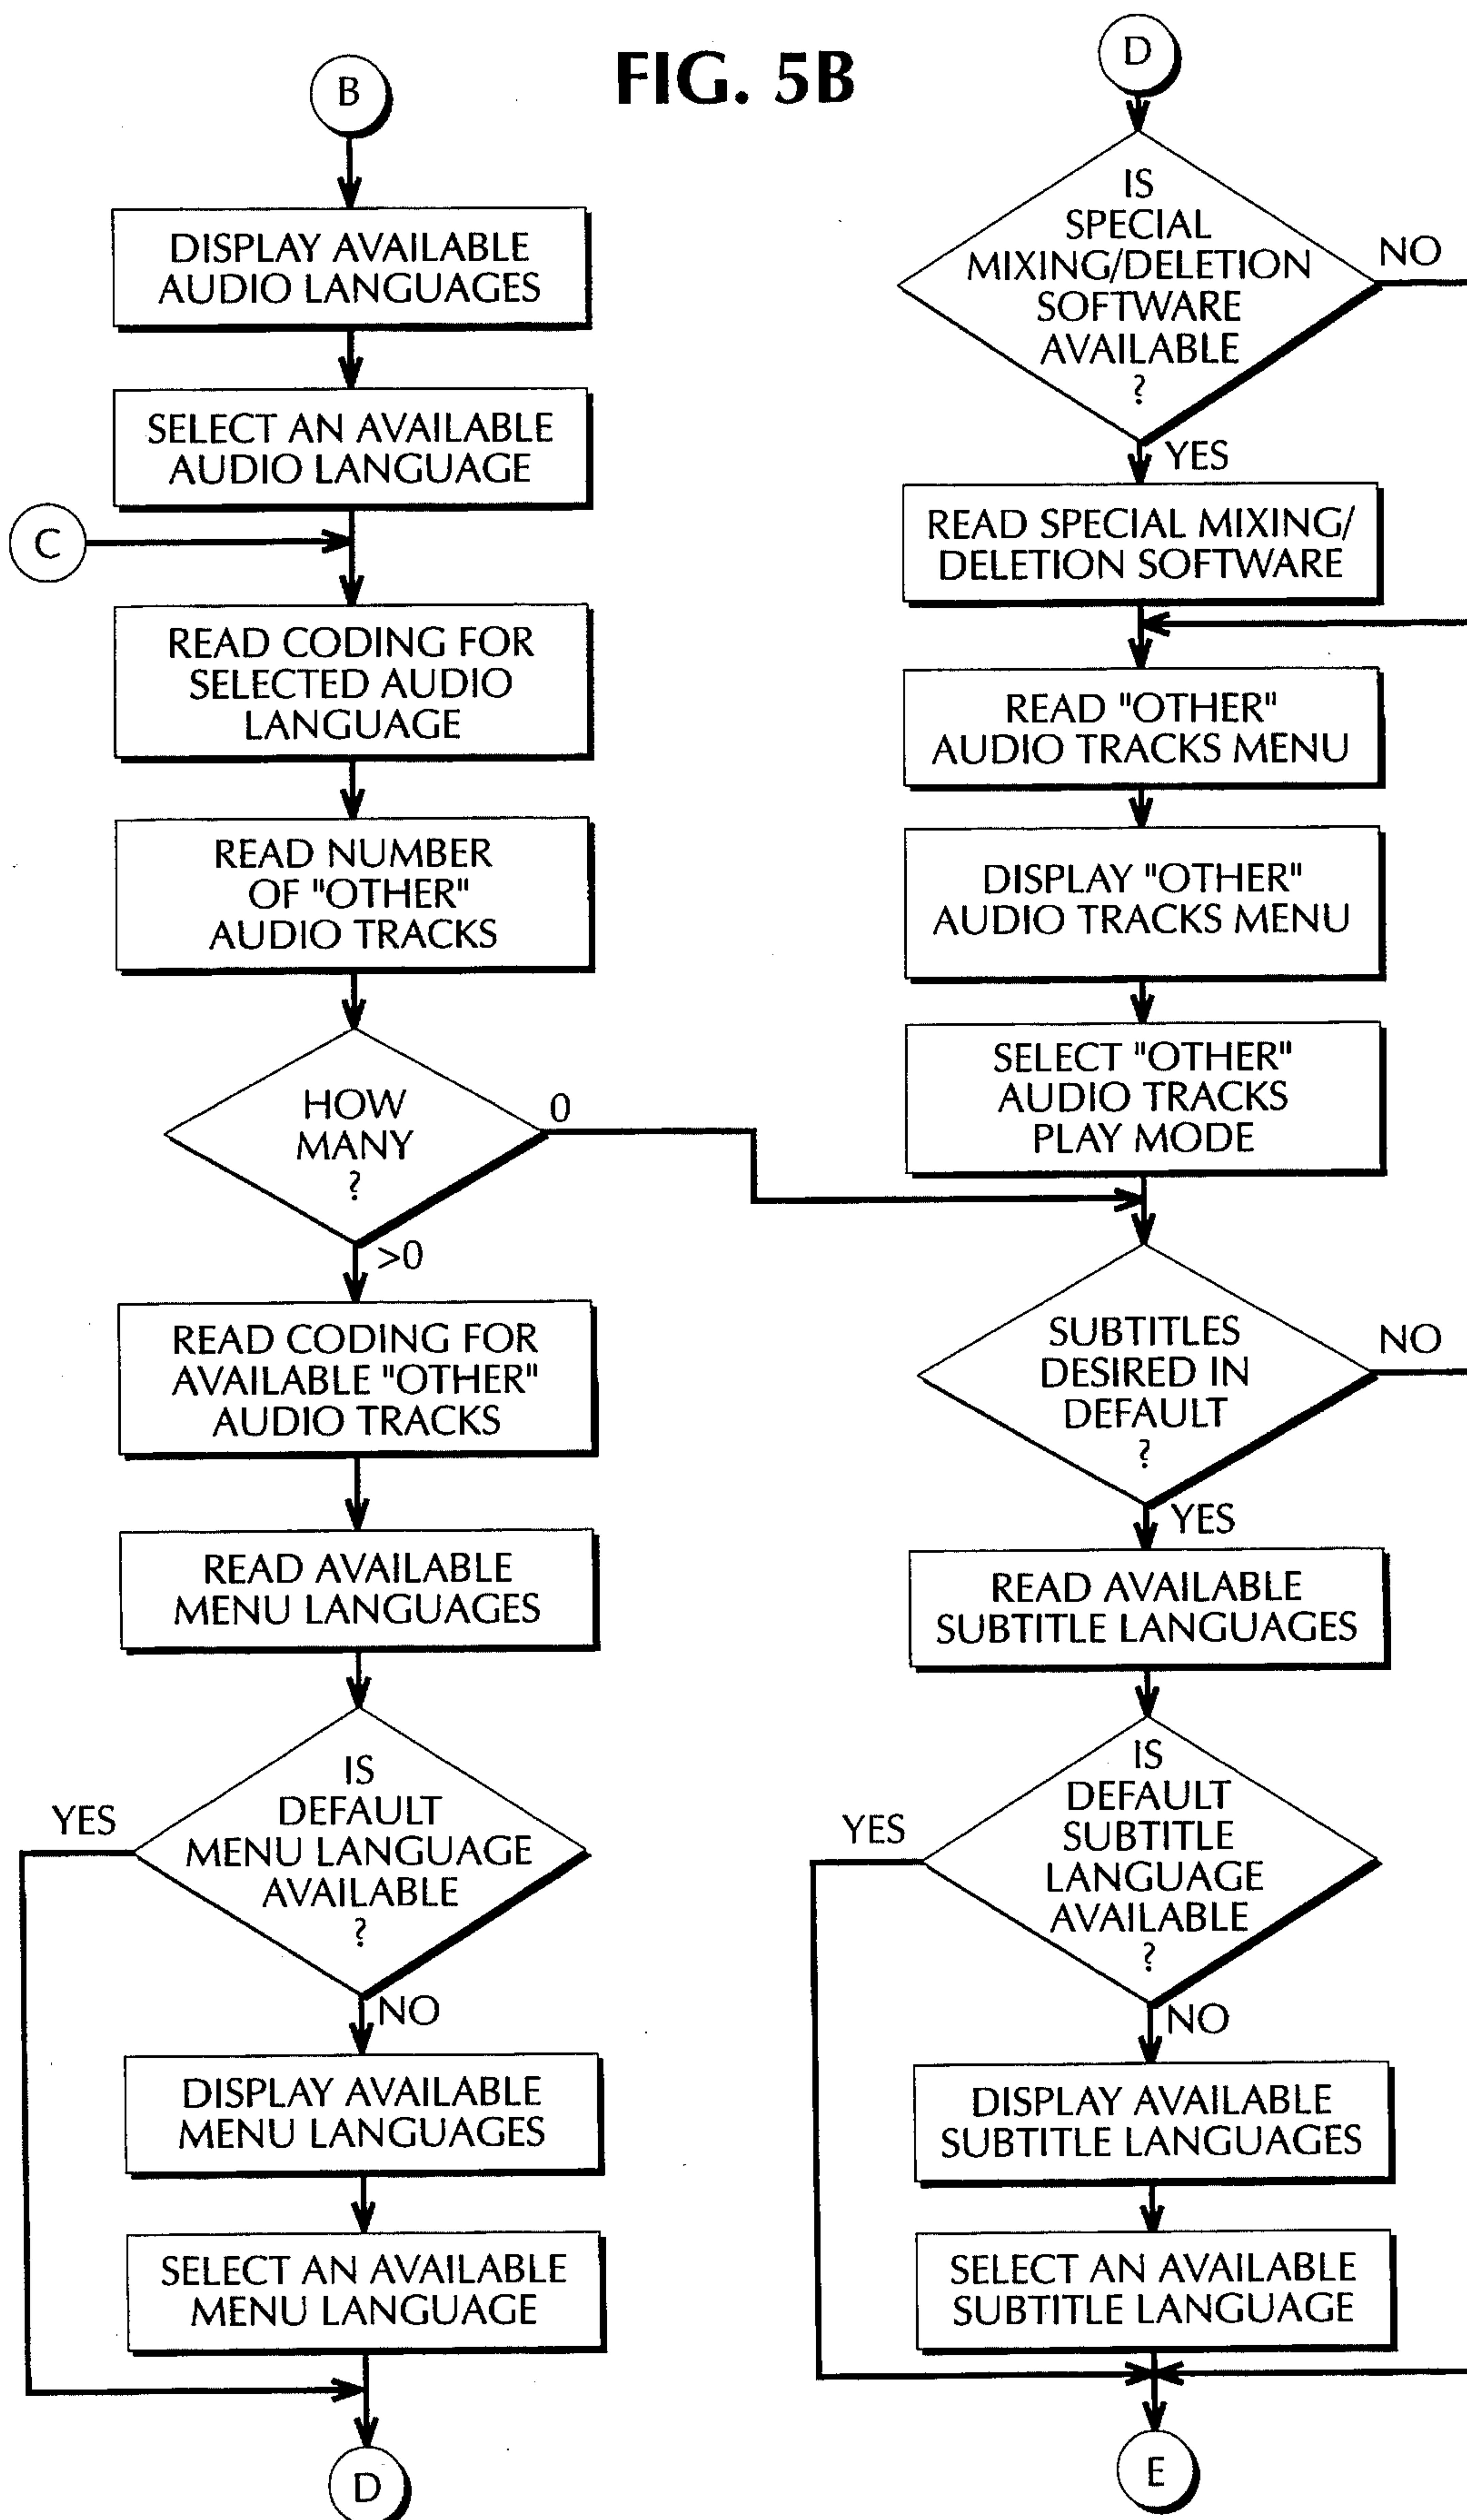 FIG. 5B
B
DISPLAY AVAILABLE
AUDIO LANGUAGES
SELECT AN AVAILABLE
AUDIO LANGUAGE
C
READ CODING FOR
SELECTED AUDIO
LANGUAGE
READ NUMBER
OF "OTHER"
AUDIO TRACKS
HOW
MANY
?
0
>0
READ CODING FOR
AVAILABLE "OTHER"
AUDIO TRACKS
READ AVAILABLE
MENU LANGUAGES
IS
DEFAULT
MENU LANGUAGE
AVAILABLE
?
YES
NO
DISPLAY AVAILABLE
MENU LANGUAGES
SELECT AN AVAILABLE
MENU LANGUAGE
D
D
IS
SPECIAL
MIXING/DELETION
SOFTWARE
AVAILABLE
?
NO
YES
READ SPECIAL MIXING/
DELETION SOFTWARE
READ "OTHER"
AUDIO TRACKS MENU
DISPLAY "OTHER"
AUDIO TRACKS MENU
SELECT "OTHER"
AUDIO TRACKS
PLAY MODE
SUBTITLES
DESIRED IN
DEFAULT
?
NO
YES
READ AVAILABLE
SUBTITLE LANGUAGES
IS
DEFAULT
SUBTITLE
LANGUAGE
AVAILABLE
?
YES
NO
DISPLAY AVAILABLE
SUBTITLE LANGUAGES
SELECT AN AVAILABLE
SUBTITLE LANGUAGE
E